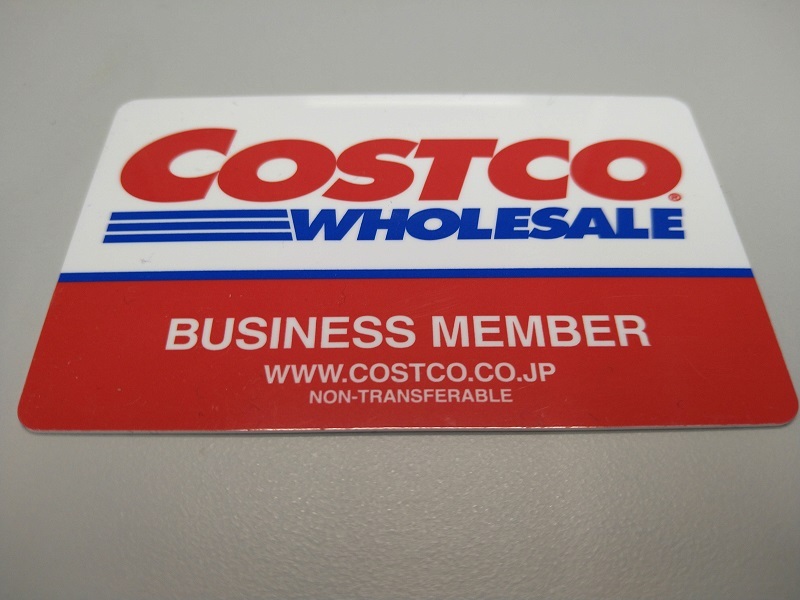 COSTCO®
WHOLESALE
BUSINESS MEMBER
WWW.COSTCO.CO.JP
NON-TRANSFERABLE